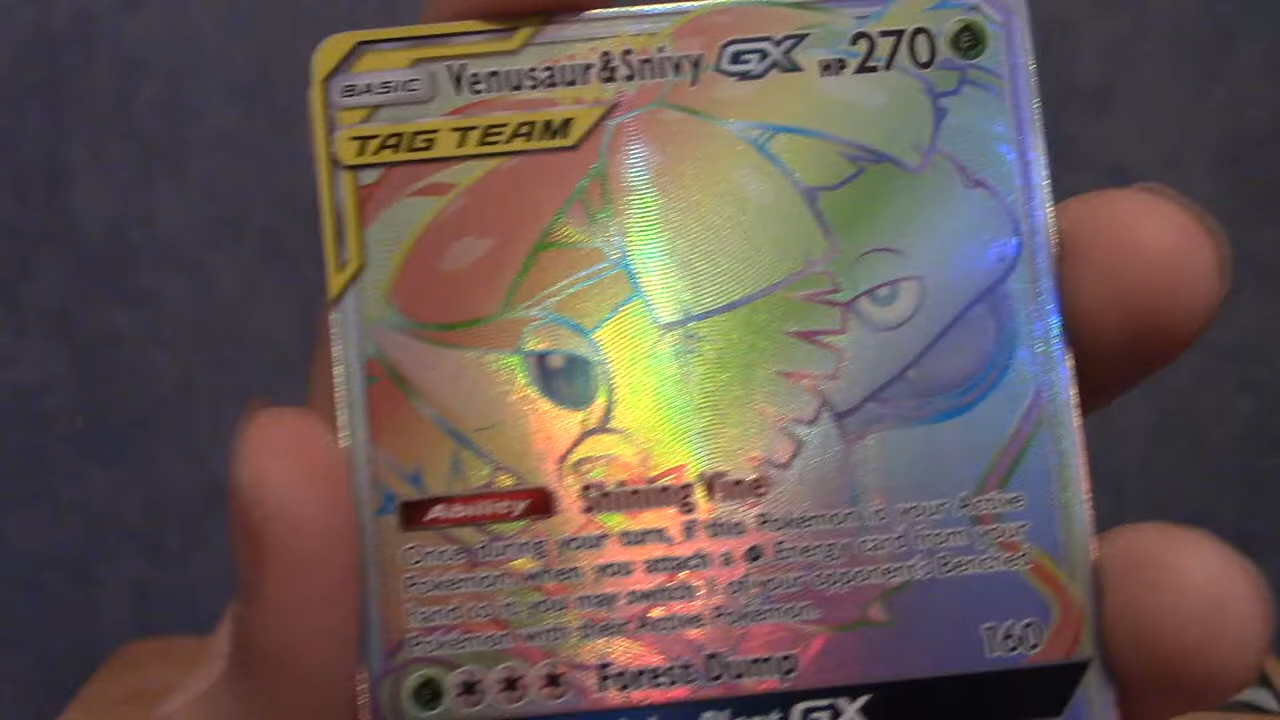 BASIC Venusaur&Snivy GX HP 270
TAG TEAM
Ability Shining Vine
Once during your turn, if this Pokémon is your Active
Pokémon, when you attach a Energy card from your
hand to it, you may switch 1 of your opponent's Benched
Pokémon with their Active Pokémon.
Forest Dump 160
GX